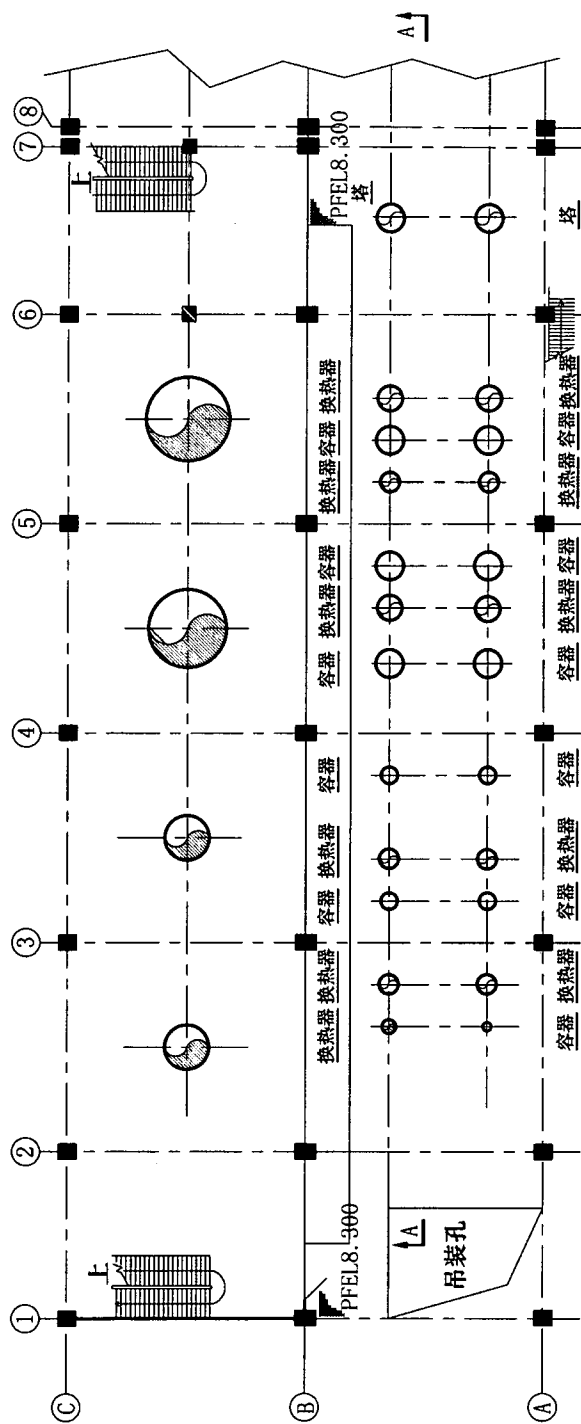 ① ② ③ ④ ⑤ ⑥ ⑦ ⑧
Ⓒ
上 上
Ⓑ
PFEL8.300 PFEL8.300
换热器 换热器 容器 换热器 容器 容器 换热器 容器 换热器 容器 换热器 塔
A A
吊装孔
Ⓐ
容器 换热器 容器 换热器 容器 容器 换热器 容器 换热器 容器 换热器 塔